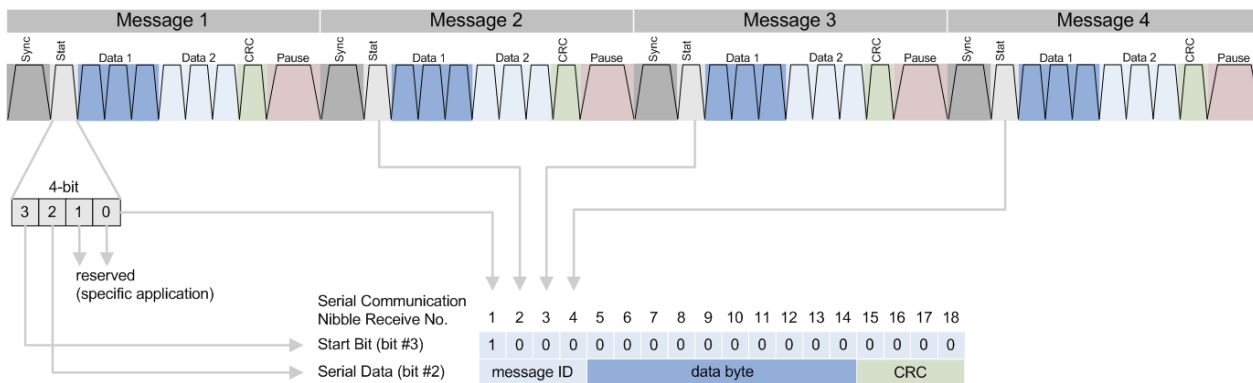 Message 1 Message 2 Message 3 Message 4
Sync Stat Data 1 Data 2 CRC Pause Sync Stat Data 1 Data 2 CRC Pause Sync Stat Data 1 Data 2 CRC Pause Sync Stat Data 1 Data 2 CRC Pause
4-bit
3 2 1 0
reserved
(specific application)
Serial Communication
Nibble Receive No. 1 2 3 4 5 6 7 8 9 10 11 12 13 14 15 16 17 18
Start Bit (bit #3) 1 0 0 0 0 0 0 0 0 0 0 0 0 0 0 0 0 0
Serial Data (bit #2) message ID data byte CRC